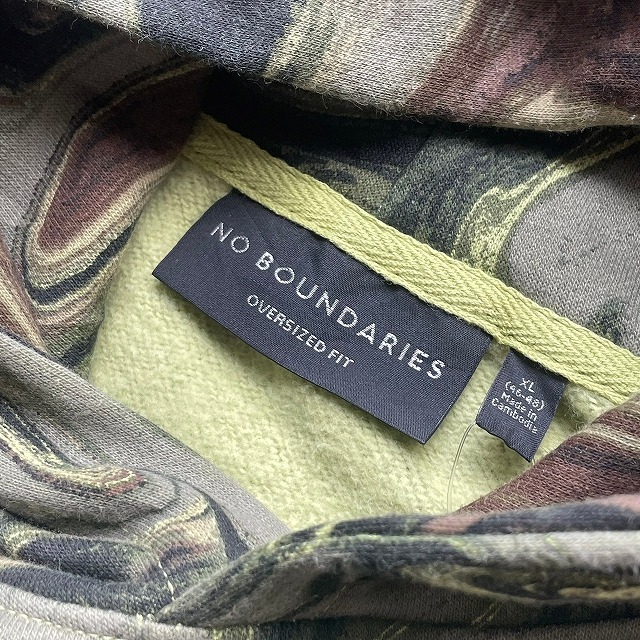 NO BOUNDARIES
OVERSIZED FIT
XL
(46-48)
Made in
Cambodia